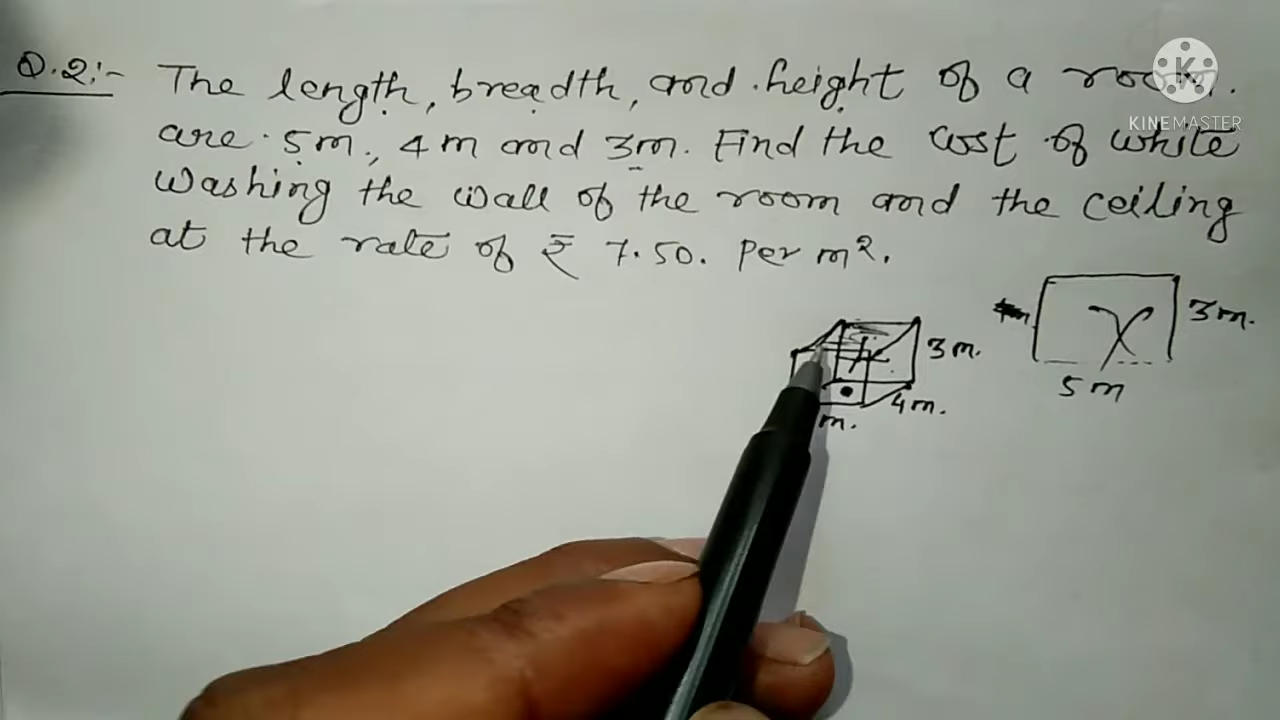 Q.2:- The length, breadth, and height of a room.
are 5m, 4m and 3m. Find the cost of white
washing the wall of the room and the ceiling
at the rate of ₹ 7.50. Per m².
K
KINEMASTER
3m.
4m.
m.
3m.
5m